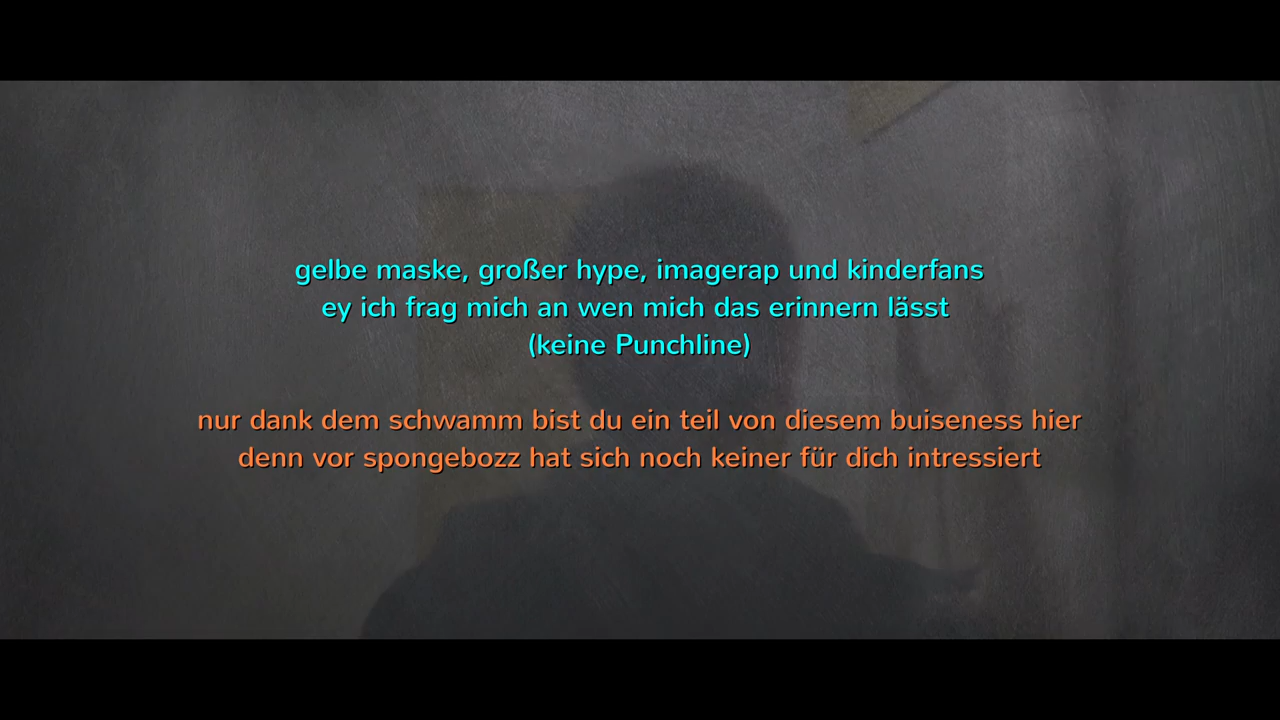 gelbe maske, großer hype, imagerap und kinderfans
ey ich frag mich an wen mich das erinnern lässt
(keine Punchline)
nur dank dem schwamm bist du ein teil von diesem buiseness hier
denn vor spongebozz hat sich noch keiner für dich intressiert